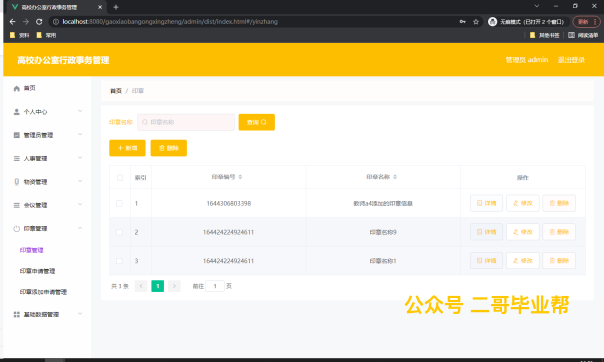 高校办公室行政事务管理
localhost:8080/gaoxiaobangongxingzheng/admin/dist/index.html#/yinzhang
无痕模式（已打开 2 个窗口）
更新
资料 常用
其他书签 阅读清单
高校办公室行政事务管理
管理员 admin 退出登录
首页
个人中心
管理员管理
人事管理
物资管理
会议管理
印章管理
印章管理
印章申请管理
印章添加申请管理
基础数据管理
首页 / 印章
印章名称 印章名称 查询
新增 删除
索引 印章编号 印章名称 操作
1 1644306803398 教师a4添加的印章信息 详情 修改 删除
2 164424224924611 印章名称9 详情 修改 删除
3 164424224924611 印章名称1 详情 修改 删除
共 3 条 1 前往 1 页
公众号 二哥毕业帮